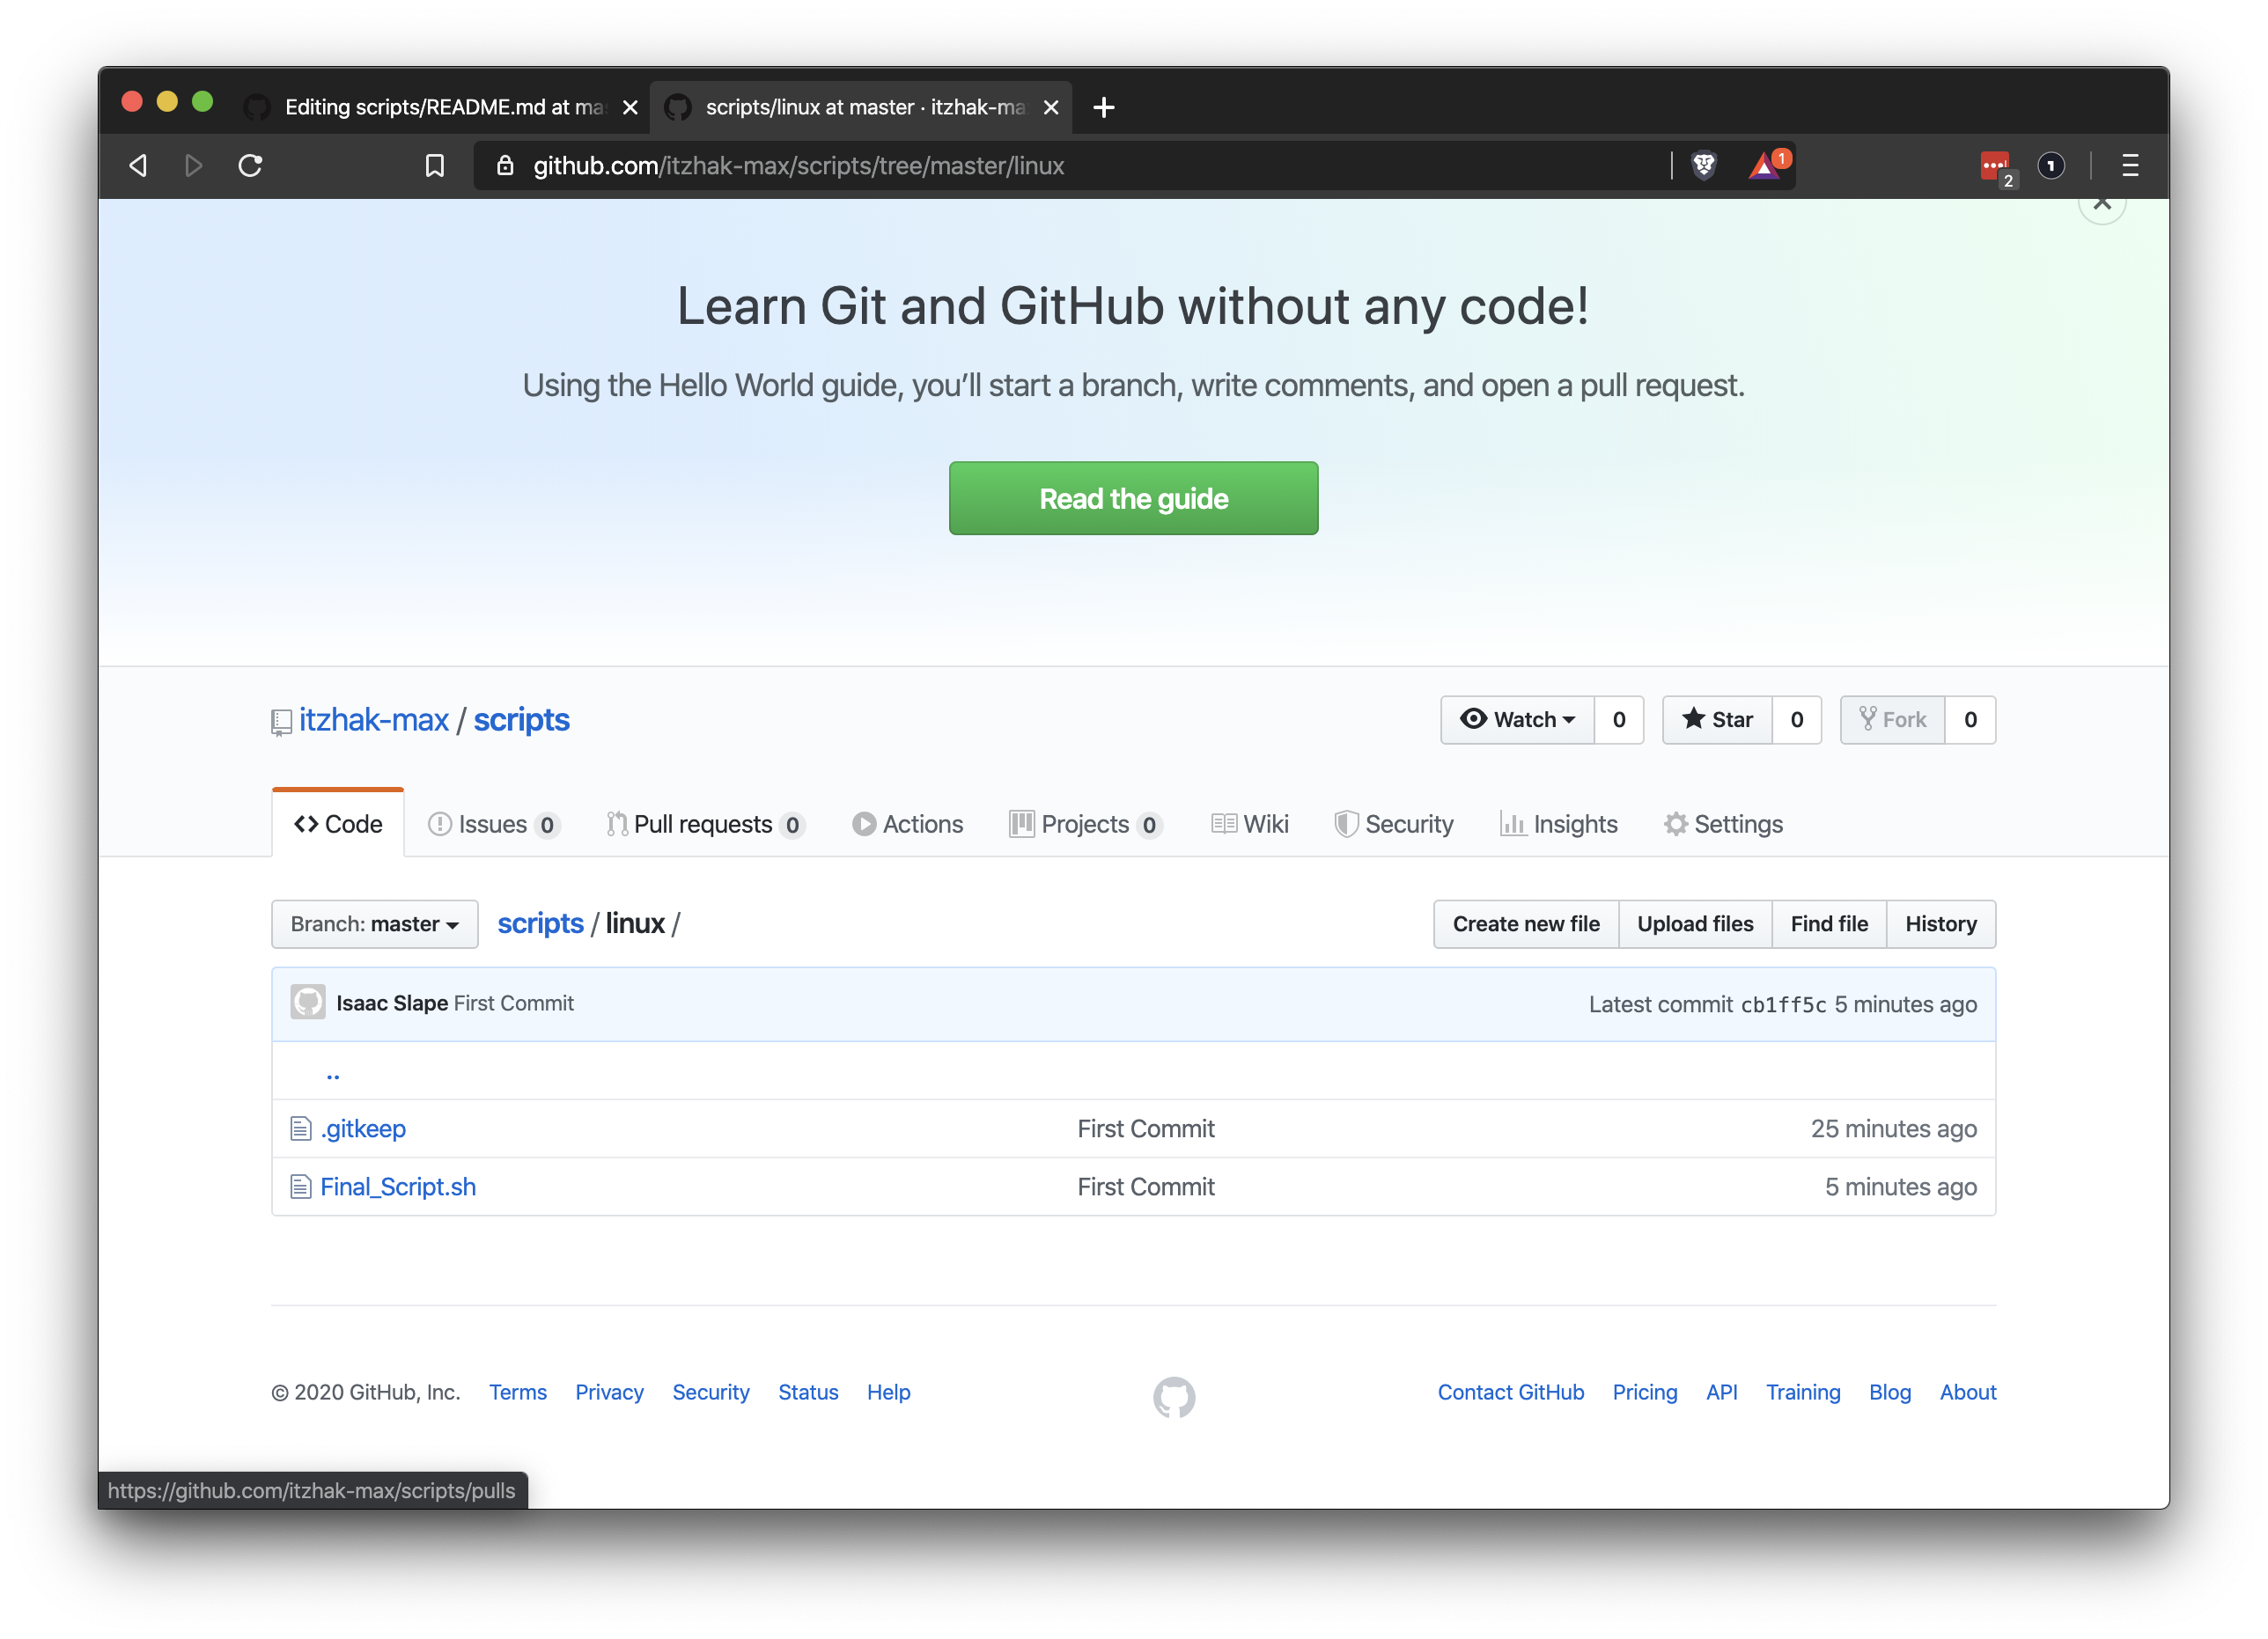 Editing scripts/README.md at mas
scripts/linux at master · itzhak-ma
github.com/itzhak-max/scripts/tree/master/linux
1
2
1
Learn Git and GitHub without any code!
Using the Hello World guide, you’ll start a branch, write comments, and open a pull request.
Read the guide
itzhak-max / scripts
Watch 0 Star 0 Fork 0
Code Issues 0 Pull requests 0 Actions Projects 0 Wiki Security Insights Settings
Branch: master scripts / linux / Create new file Upload files Find file History
Isaac Slape First Commit Latest commit cb1ff5c 5 minutes ago
..
.gitkeep First Commit 25 minutes ago
Final_Script.sh First Commit 5 minutes ago
© 2020 GitHub, Inc. Terms Privacy Security Status Help Contact GitHub Pricing API Training Blog About
https://github.com/itzhak-max/scripts/pulls